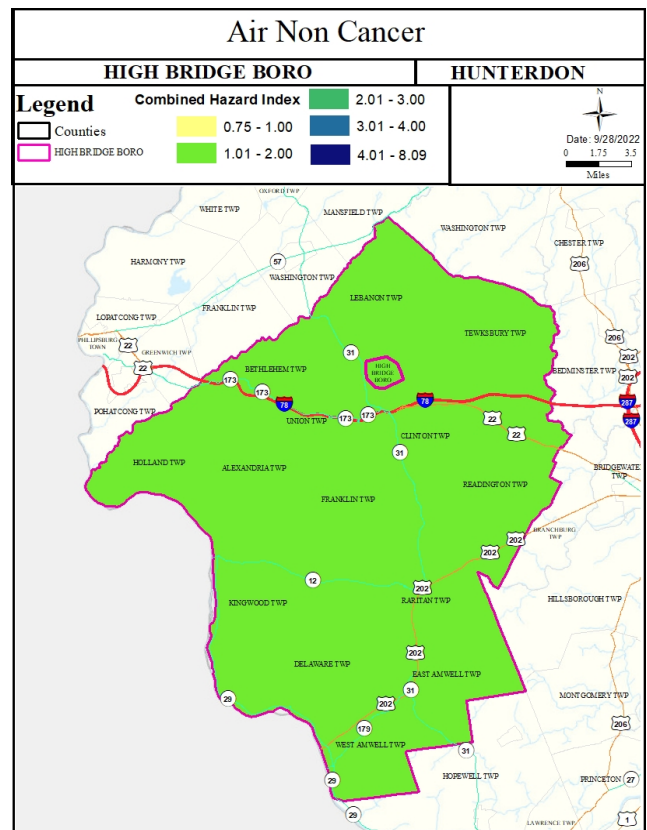 Air Non Cancer
HIGH BRIDGE BORO
HUNTERDON
Legend
Counties
HIGH BRIDGE BORO
Combined Hazard Index
0.75 - 1.00
1.01 - 2.00
2.01 - 3.00
3.01 - 4.00
4.01 - 8.09
N
Date: 9/28/2022
0 1.75 3.5
Miles
OXFORD TWP
WHITE TWP
MANSFIELD TWP
WASHINGTON TWP
CHESTER TWP
206
57
HARMONY TWP
WASHINGTON TWP
LEBANON TWP
FRANKLIN TWP
LOPATCONG TWP
TEWKSBURY TWP
206
PHILLIPSBURG
TOWN
22
GREENWICH TWP
31
202
22
BETHLEHEM TWP
HIGH
BRIDGE
BORO
BEDMINSTER TWP
202
173
173
78
78
287
POHATCONG TWP
UNION TWP
173
173
22
287
CLINTON TWP
22
31
HOLLAND TWP
ALEXANDRIA TWP
BRIDGEWATE
TWP
READINGTON TWP
FRANKLIN TWP
BRANCHBURG
TWP
202
202
12
202
KINGWOOD TWP
RARITAN TWP
HILLSBOROUGH TWP
202
DELAWARE TWP
EAST AMWELL TWP
31
29
202
MONTGOMERY TWP
206
179
WEST AMWELL TWP
31
29
HOPEWELL TWP
PRINCETON
27
29
LAWRENCE TWP
1